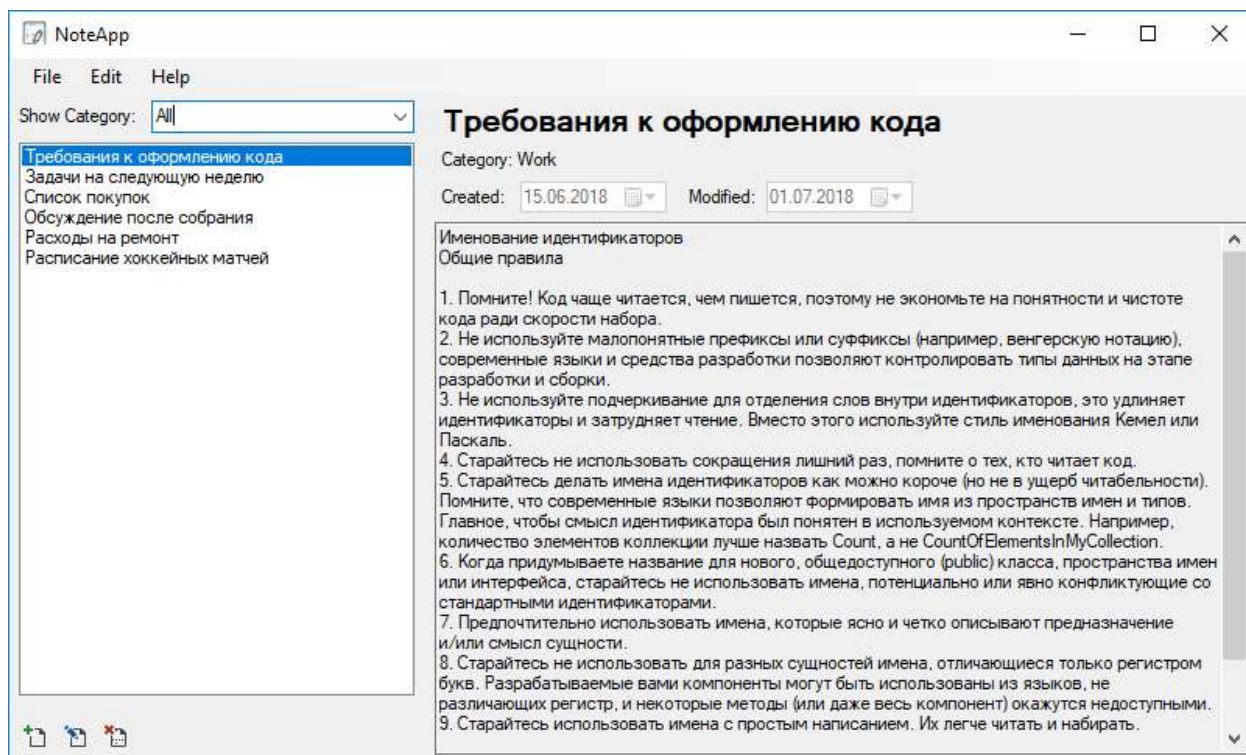 NoteApp
File Edit Help
Show Category: All
Требования к оформлению кода
Задачи на следующую неделю
Список покупок
Обсуждение после собрания
Расходы на ремонт
Расписание хоккейных матчей
Требования к оформлению кода
Category: Work
Created: 15.06.2018 Modified: 01.07.2018
Именование идентификаторов
Общие правила
1. Помните! Код чаще читается, чем пишется, поэтому не экономьте на понятности и чистоте
кода ради скорости набора.
2. Не используйте малопонятные префиксы или суффиксы (например, венгерскую нотацию),
современные языки и средства разработки позволяют контролировать типы данных на этапе
разработки и сборки.
3. Не используйте подчеркивание для отделения слов внутри идентификаторов, это удлиняет
идентификаторы и затрудняет чтение. Вместо этого используйте стиль именования Кемел или
Паскаль.
4. Старайтесь не использовать сокращения лишний раз, помните о тех, кто читает код.
5. Старайтесь делать имена идентификаторов как можно короче (но не в ущерб читабельности).
Помните, что современные языки позволяют формировать имя из пространств имен и типов.
Главное, чтобы смысл идентификатора был понятен в используемом контексте. Например,
количество элементов коллекции лучше назвать Count, а не CountOfElementsInMyCollection.
6. Когда придумываете название для нового, общедоступного (public) класса, пространства имен
или интерфейса, старайтесь не использовать имена, потенциально или явно конфликтующие со
стандартными идентификаторами.
7. Предпочтительно использовать имена, которые ясно и четко описывают предназначение
и/или смысл сущности.
8. Старайтесь не использовать для разных сущностей имена, отличающиеся только регистром
букв. Разрабатываемые вами компоненты могут быть использованы из языков, не
различающих регистр, и некоторые методы (или даже весь компонент) окажутся недоступными.
9. Старайтесь использовать имена с простым написанием. Их легче читать и набирать.